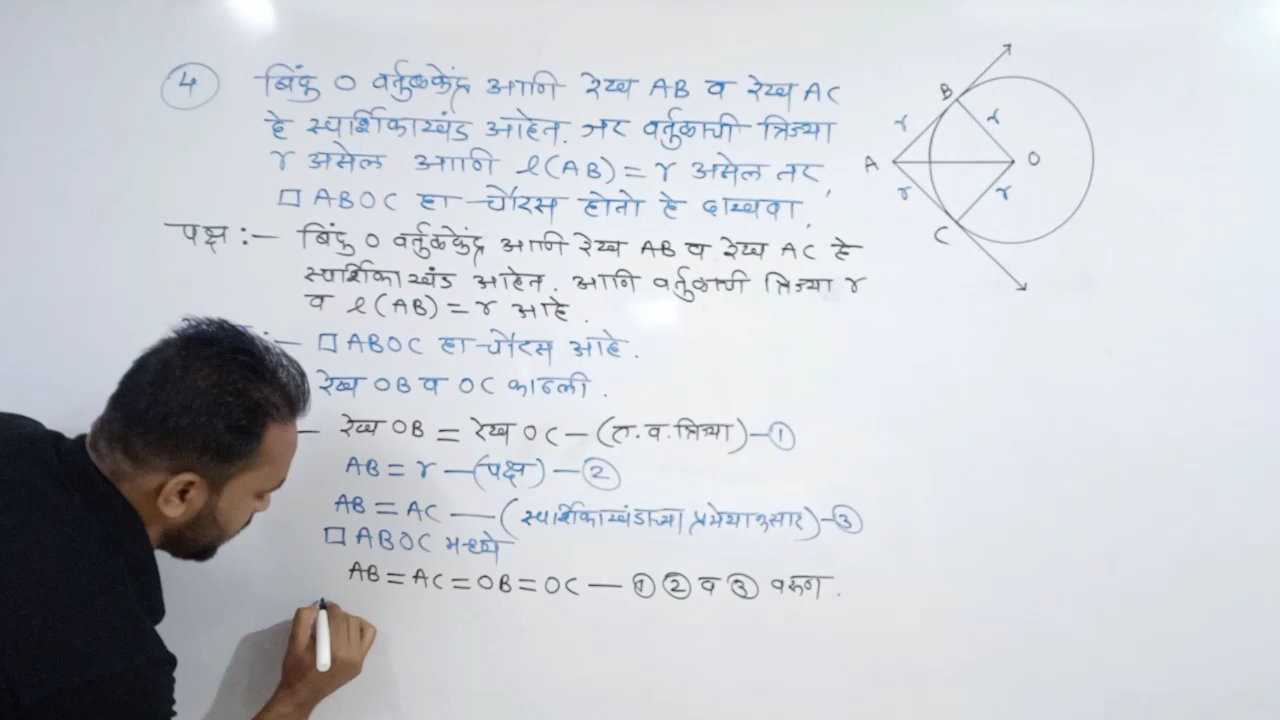 4 बिंदु O वर्तुळकेंद्र आणि रेख AB व रेख AC
हे स्पर्शिकाखंड आहेत. जर वर्तुळाची त्रिज्या
r असेल आणि l(AB) = r असेल तर,
□ABOC हा चौरस होतो हे दाखवा.
पक्ष :- बिंदु O वर्तुळकेंद्र आणि रेख AB व रेख AC हे
स्पर्शिकाखंड आहेत. आणि वर्तुळाची त्रिज्या r
व l(AB) = r आहे.
:- □ABOC हा चौरस आहे.
रेख OB व OC काढली.
- रेख OB = रेख OC - (ए.व.त्रिज्या) - ①
AB = r - (पक्ष) - ②
AB = AC - (स्पर्शिकाखंडाच्या प्रमेयानुसार) - ③
□ABOC मध्ये
AB = AC = OB = OC - ① ② व ③ वरून.
B
r
r
A
O
r
r
C